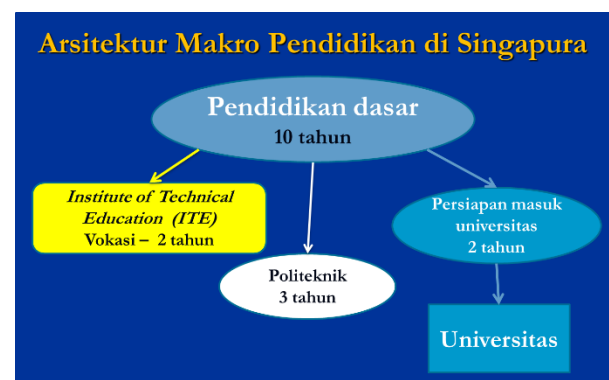 Arsitektur Makro Pendidikan di Singapura
Pendidikan dasar
10 tahun
Institute of Technical
Education (ITE)
Vokasi – 2 tahun
Politeknik
3 tahun
Persiapan masuk
universitas
2 tahun
Universitas